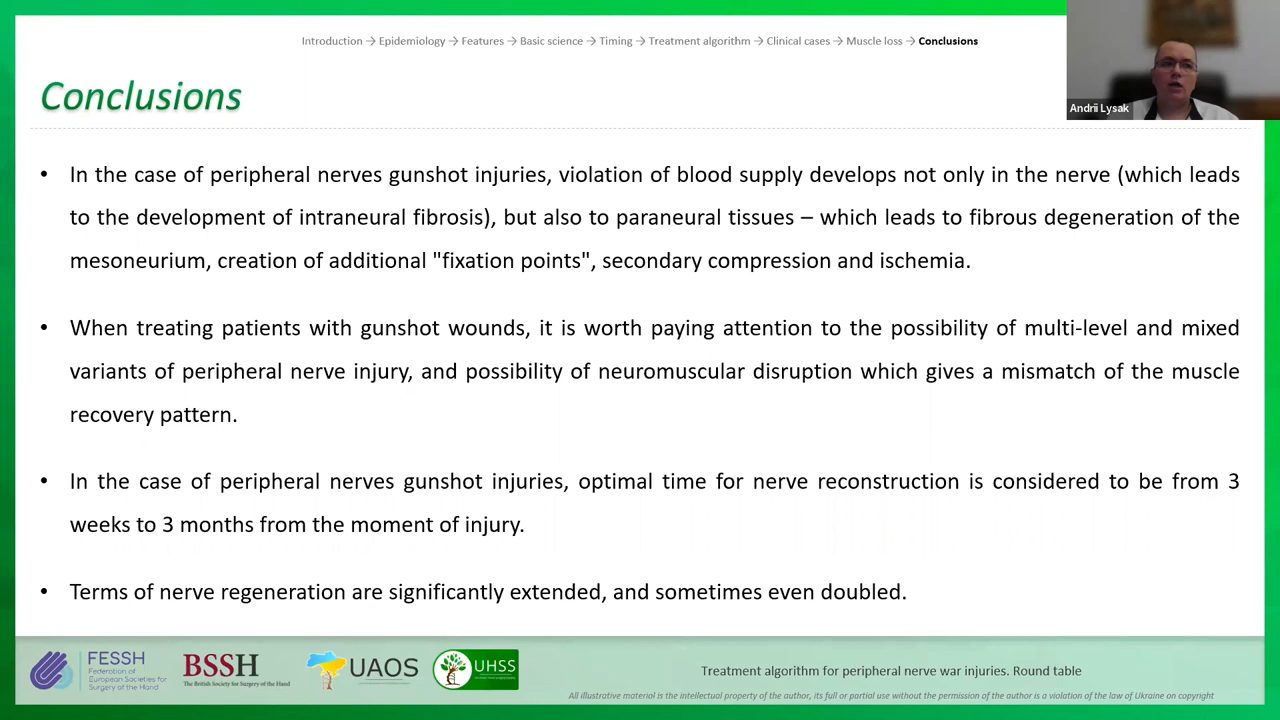 Introduction → Epidemiology → Features → Basic science → Timing → Treatment algorithm → Clinical cases → Muscle loss → Conclusions
Andrii Lysak
Conclusions
• In the case of peripheral nerves gunshot injuries, violation of blood supply develops not only in the nerve (which leads
to the development of intraneural fibrosis), but also to paraneural tissues – which leads to fibrous degeneration of the
mesoneurium, creation of additional "fixation points", secondary compression and ischemia.
• When treating patients with gunshot wounds, it is worth paying attention to the possibility of multi-level and mixed
variants of peripheral nerve injury, and possibility of neuromuscular disruption which gives a mismatch of the muscle
recovery pattern.
• In the case of peripheral nerves gunshot injuries, optimal time for nerve reconstruction is considered to be from 3
weeks to 3 months from the moment of injury.
• Terms of nerve regeneration are significantly extended, and sometimes even doubled.
FESSH
Federation of
European Societies for
Surgery of the Hand
BSSH
The British Society for Surgery of the Hand
UAOS
UHSS
Treatment algorithm for peripheral nerve war injuries. Round table
All illustrative material is the intellectual property of the author, its full or partial use without the permission of the author is a violation of the law of Ukraine on copyright